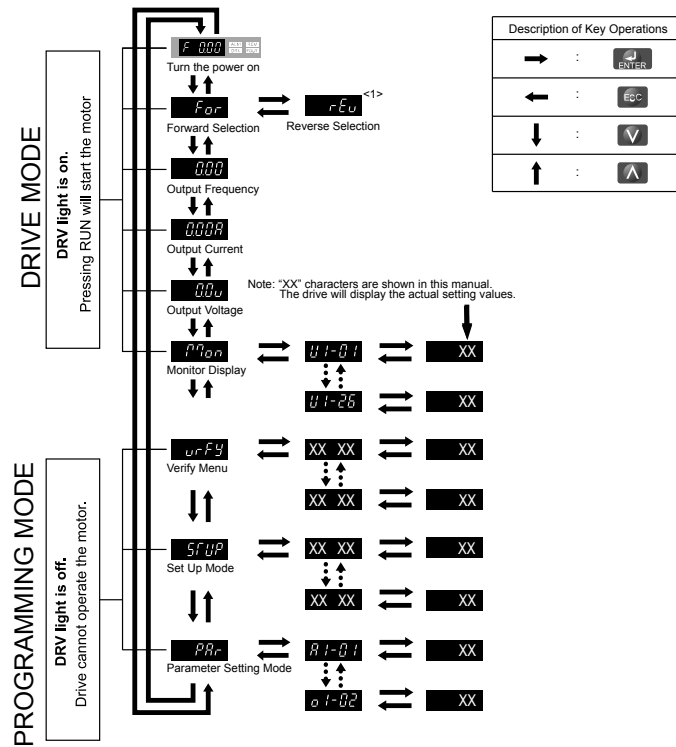 DRIVE MODE
DRV light is on.
Pressing RUN will start the motor
F 0.00
Turn the power on
For
rEu
<1>
Forward Selection
Reverse Selection
0.00
Output Frequency
0.00A
Output Current
0.0u
Output Voltage
Note: “XX” characters are shown in this manual.
The drive will display the actual setting values.
Mon
U1-01
XX
Monitor Display
U1-26
XX
PROGRAMMING MODE
DRV light is off.
Drive cannot operate the motor.
urFy
XX XX
XX
Verify Menu
XX XX
XX
STUP
XX XX
XX
Set Up Mode
XX XX
XX
PAr
A1-01
XX
Parameter Setting Mode
o1-02
XX
Description of Key Operations
:
ENTER
:
ESC
:
: